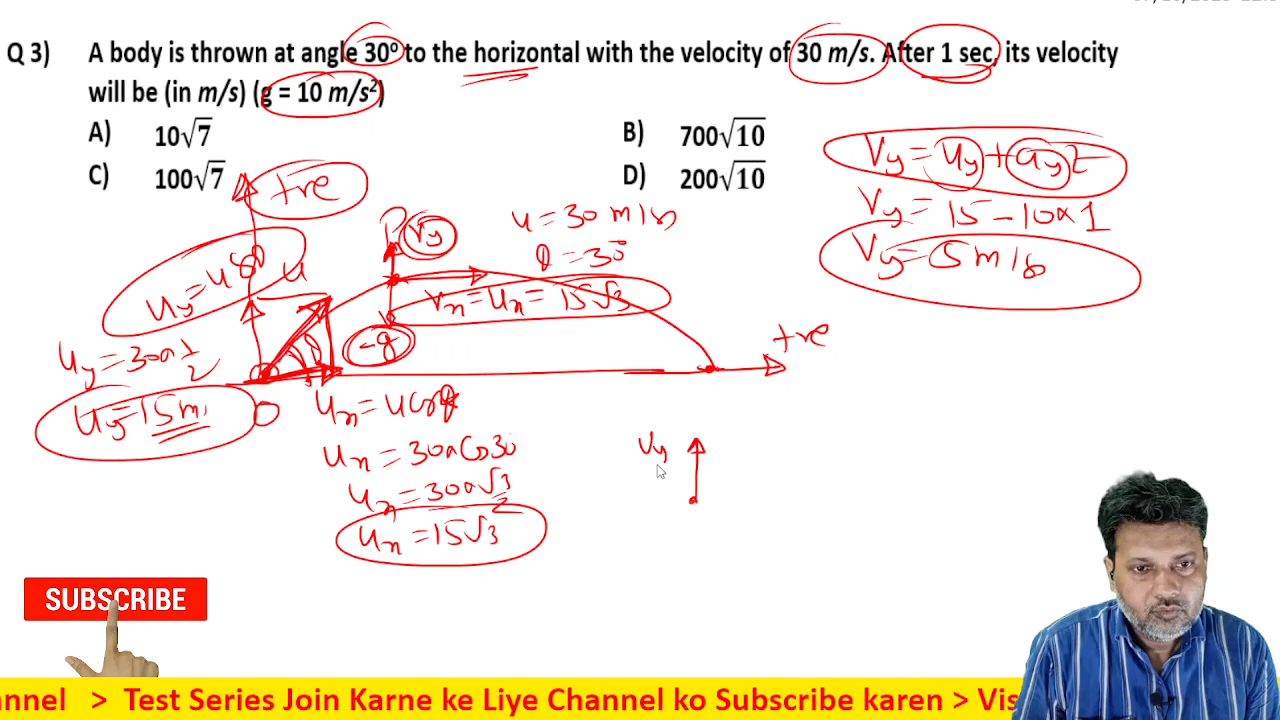 Q 3) A body is thrown at angle 30º to the horizontal with the velocity of 30 m/s. After 1 sec, its velocity
will be (in m/s) (g = 10 m/s²)
A) 10√7
B) 700√10
C) 100√7
D) 200√10
+ve
Vy = uy + ayt
Vy = 15 - 10×1
Vy = 5 m/s
P
Vy
u = 30 m/s
θ = 30°
u
Vx = ux = 15√3
-g
+ve
uy = 30×1/2
uy = 15 m/
O
ux = u cosθ
ux = 30×cos30
ux = 30×√3/2
ux = 15√3
Vy
SUBSCRIBE
nnel > Test Series Join Karne ke Liye Channel ko Subscribe karen > Vis